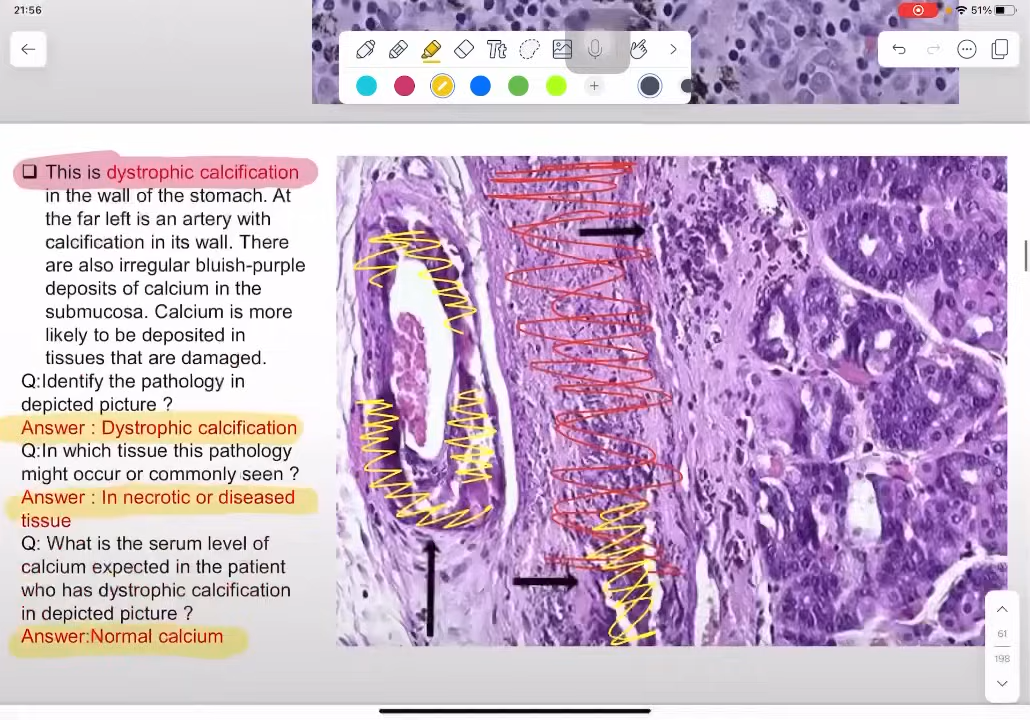 21:56
51%
Tt
❑ This is dystrophic calcification
in the wall of the stomach. At
the far left is an artery with
calcification in its wall. There
are also irregular bluish-purple
deposits of calcium in the
submucosa. Calcium is more
likely to be deposited in
tissues that are damaged.
Q:Identify the pathology in
depicted picture ?
Answer : Dystrophic calcification
Q:In which tissue this pathology
might occur or commonly seen ?
Answer : In necrotic or diseased
tissue
Q: What is the serum level of
calcium expected in the patient
who has dystrophic calcification
in depicted picture ?
Answer:Normal calcium
61
198